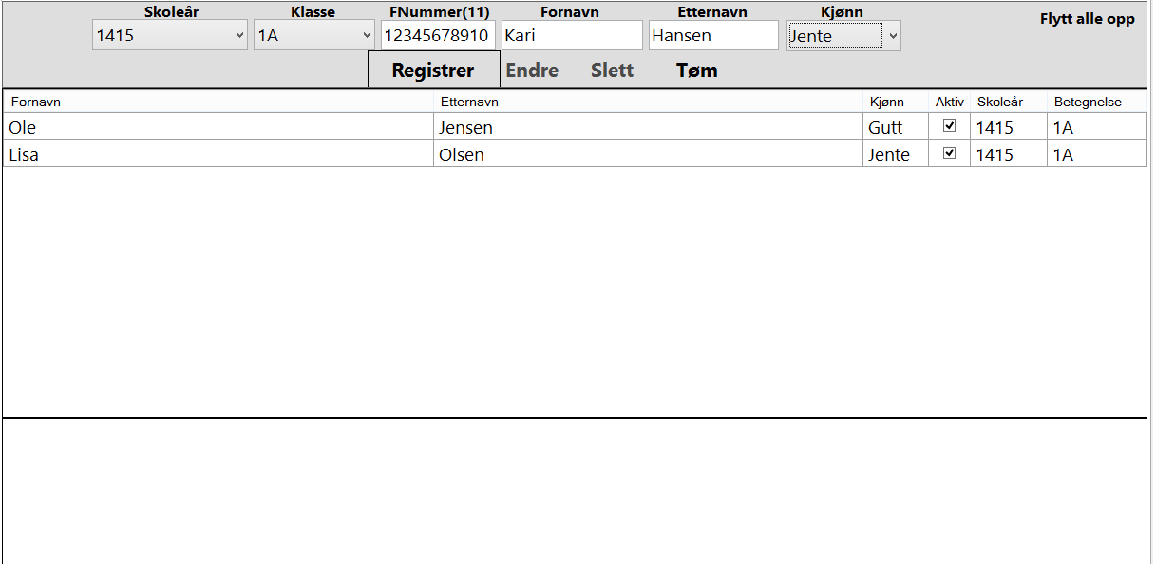 Skoleår Klasse FNummer(11) Fornavn Etternavn Kjønn Flytt alle opp
1415 1A 12345678910 Kari Hansen Jente
Registrer Endre Slett Tøm
Fornavn Etternavn Kjønn Aktiv Skoleår Betegnelse
Ole Jensen Gutt 1415 1A
Lisa Olsen Jente 1415 1A